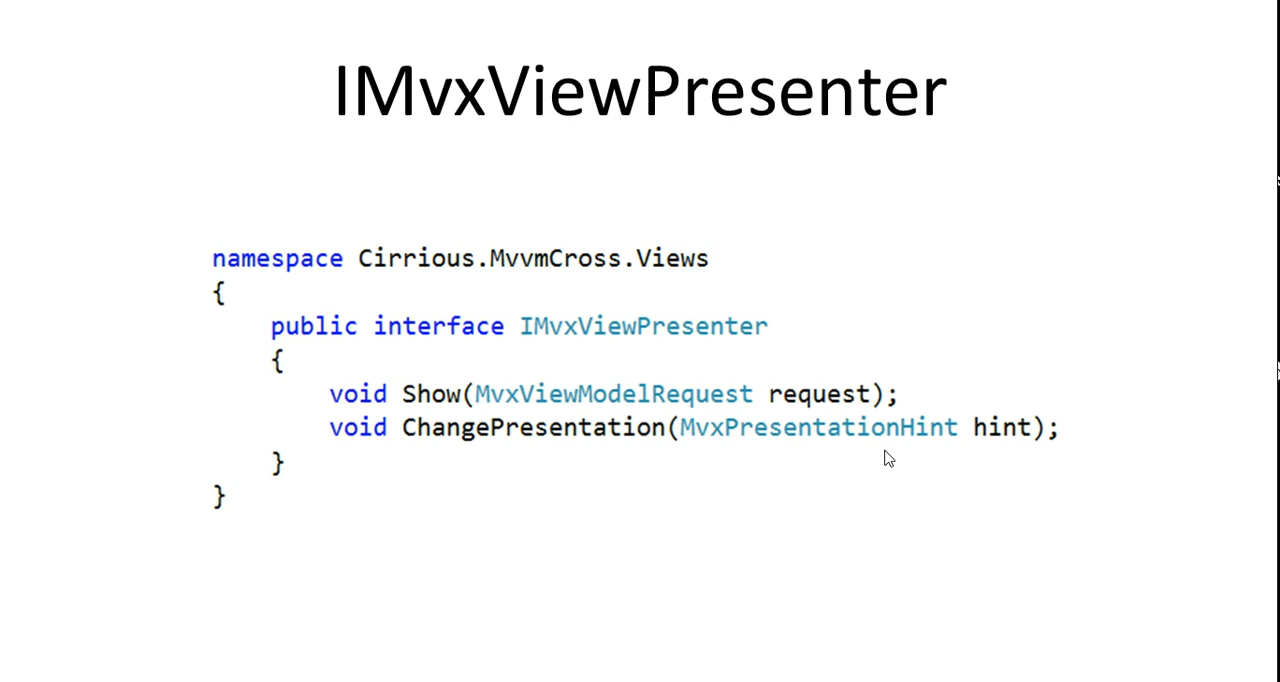 IMvxViewPresenter
namespace Cirrious.MvvmCross.Views
{
public interface IMvxViewPresenter
{
void Show(MvxViewModelRequest request);
void ChangePresentation(MvxPresentationHint hint);
}
}